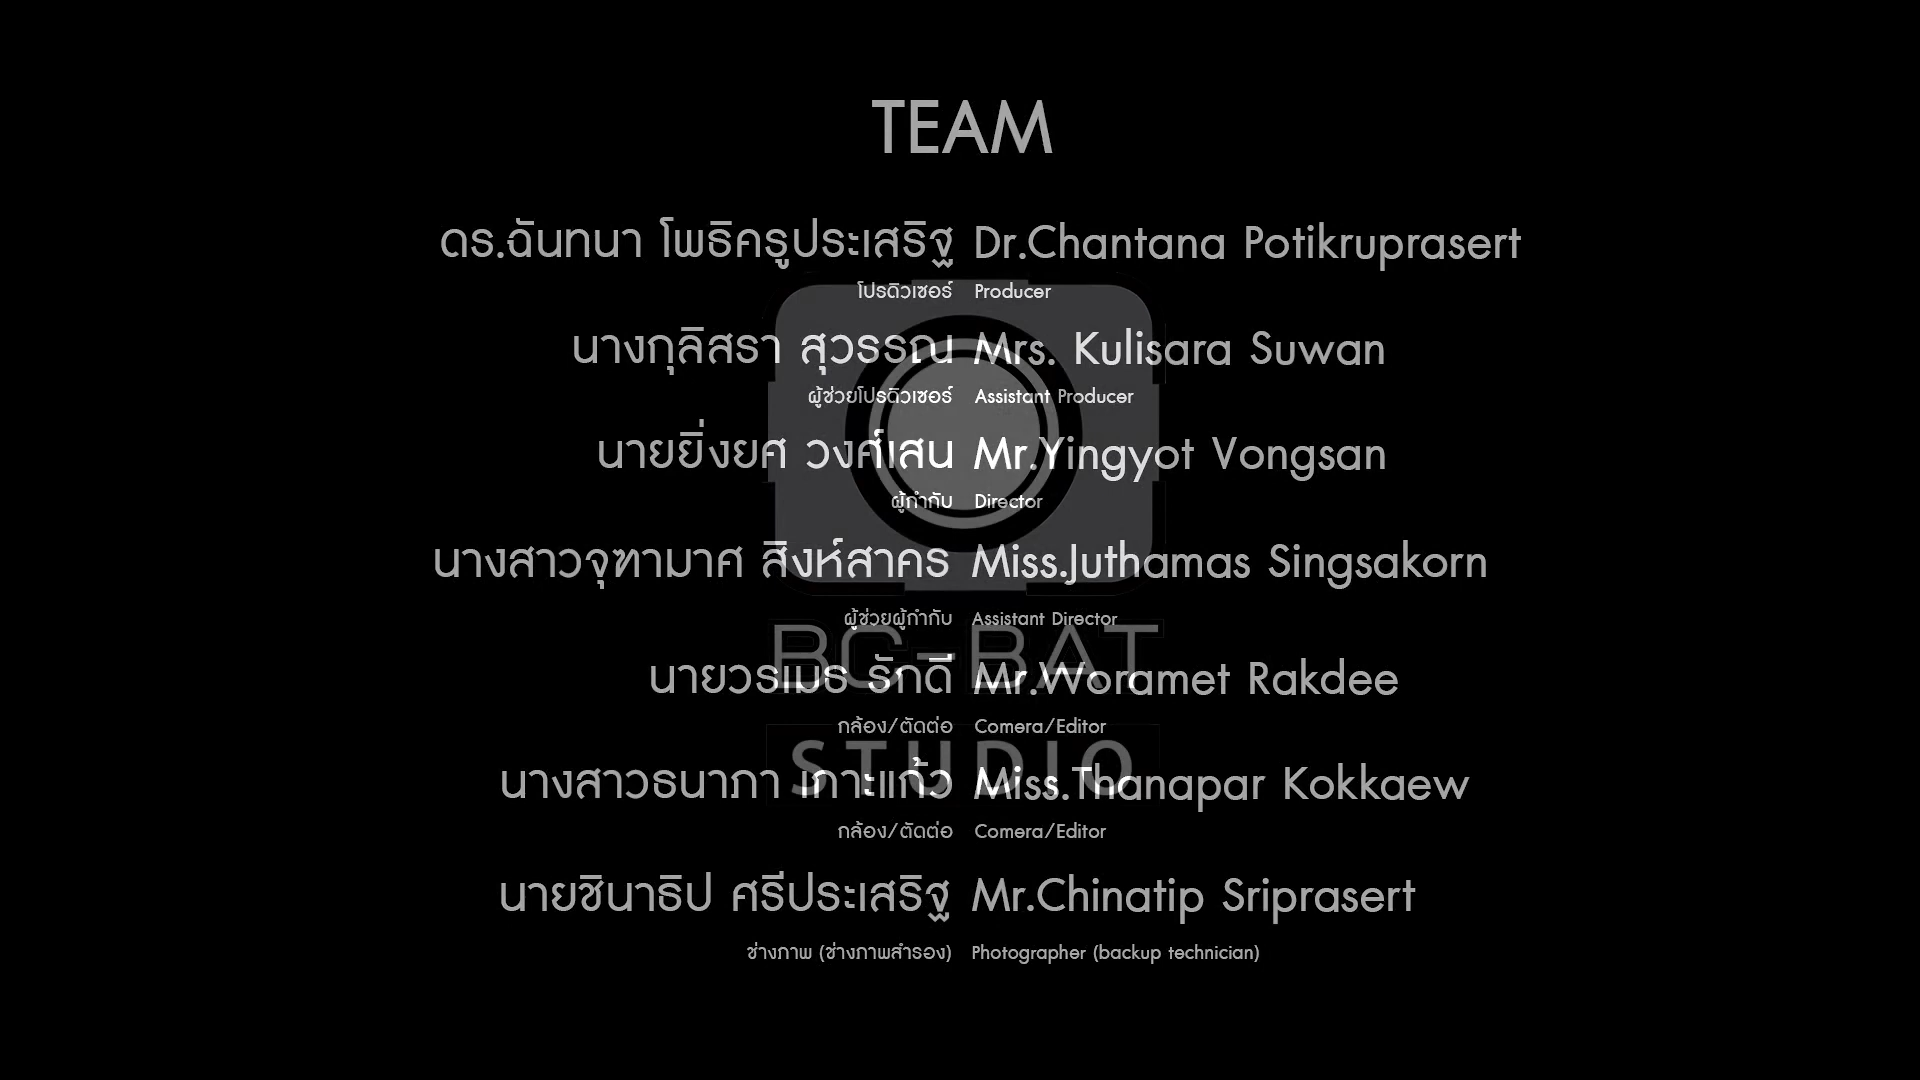 TEAM
ดร.ฉันทนา โพธิครูประเสริฐ Dr.Chantana Potikruprasert
โปรดิวเซอร์ Producer
นางกุลิสรา สุวรรณ Mrs. Kulisara Suwan
ผู้ช่วยโปรดิวเซอร์ Assistant Producer
นายยิ่งยศ วงศ์เสน Mr.Yingyot Vongsan
ผู้กำกับ Director
นางสาวจุฑามาศ สิงห์สาคร Miss.Juthamas Singsakorn
ผู้ช่วยผู้กำกับ Assistant Director
BC-BAT
นายวรเมธ รักดี Mr.Woramet Rakdee
กล้อง/ตัดต่อ Comera/Editor
STUDIO
นางสาวธนาภา เกาะแก้ว Miss.Thanapar Kokkaew
กล้อง/ตัดต่อ Comera/Editor
นายชินาธิป ศรีประเสริฐ Mr.Chinatip Sriprasert
ช่างภาพ (ช่างภาพสำรอง) Photographer (backup technician)